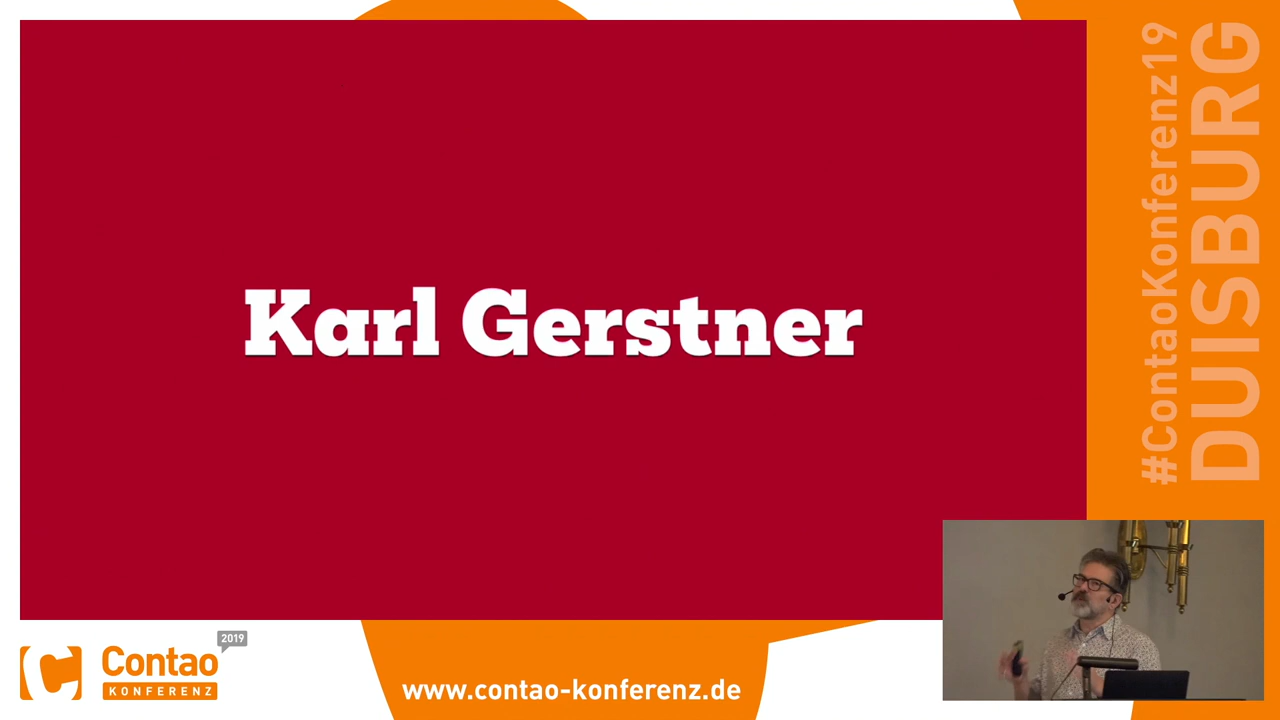 Karl Gerstner
#ContaoKonferenz19
DUISBURG
2019
Contao
KONFERENZ
www.contao-konferenz.de